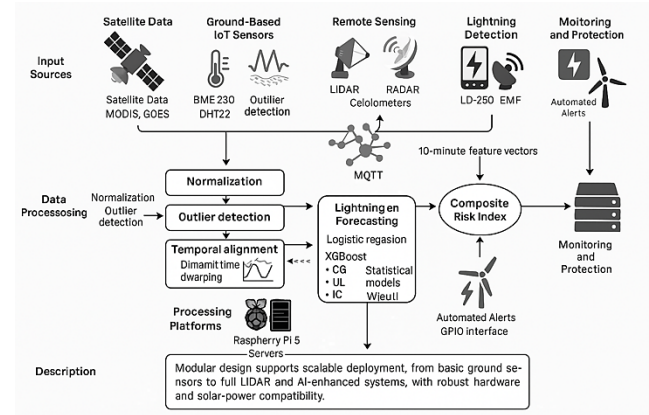 Satellite Data
Ground-Based
IoT Sensors
Remote Sensing
Lightning
Detection
Moitoring
and Protection
Input
Sources
Satellite Data
MODIS, GOES
BME 230
DHT22
Outilier
detection
LIDAR
RADAR
Celolometers
LD-250 EMF
Automated
Alerts
MQTT
10-minute feature vectors
Data
Processosing
Normalization
Outlier
detection
Normalization
Outlier detection
Temporal alignment
Dimamit time
dwarping
Lightning en
Forecasting
Logistic regasion
XGBoost
• CG
• UL
• IC
Statistical
models
Wjeutl
Composite
Risk Index
Monitoring
and
Protection
Automated Alerts
GPIO interface
Processing
Platforms
Raspherry Pi 5
Servers
Description
Modular design supports scalable deployment, from basic ground sen-
sors to full LIDAR and AI-enhanced systems, with robust hardware
and solar-power compatibility.